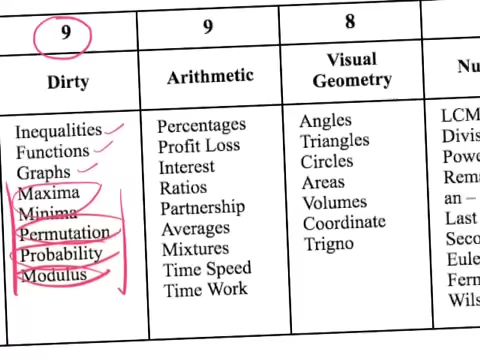 9
9
8
Dirty
Arithmetic
Visual
Geometry
Inequalities
Functions
Graphs
Maxima
Minima
Permutation
Probability
Modulus
Percentages
Profit Loss
Interest
Ratios
Partnership
Averages
Mixtures
Time Speed
Time Work
Angles
Triangles
Circles
Areas
Volumes
Coordinate
Trigno
Nu
LCM
Divis
Powe
Rema
an –
Last
Seco
Eule
Ferm
Wils